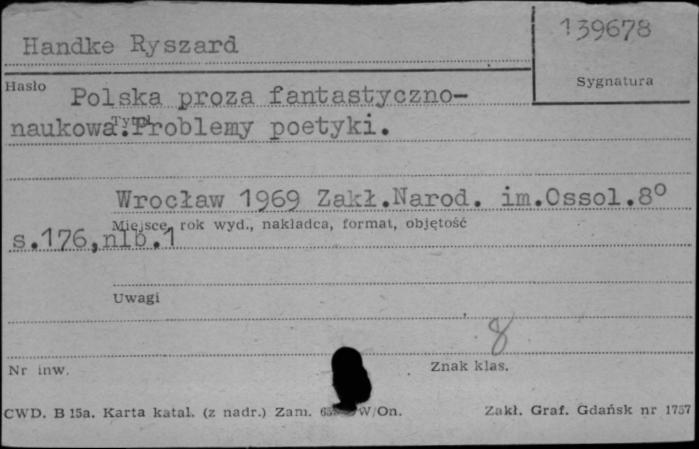 Handke Ryszard
139678
Sygnatura
Hasło
Polska proza fantastyczno-
naukowa. Problemy poetyki.
Tytuł
Wrocław 1969 Zakł.Narod. im.Ossol.8°
Miejsce, rok wyd., nakładca, format, objętość
s.176,nlb.1
Uwagi
8
Nr inw.
Znak klas.
CWD. B 15a. Karta katal. (z nadr.) Zam. W/On.
Zakł. Graf. Gdańsk nr 1757